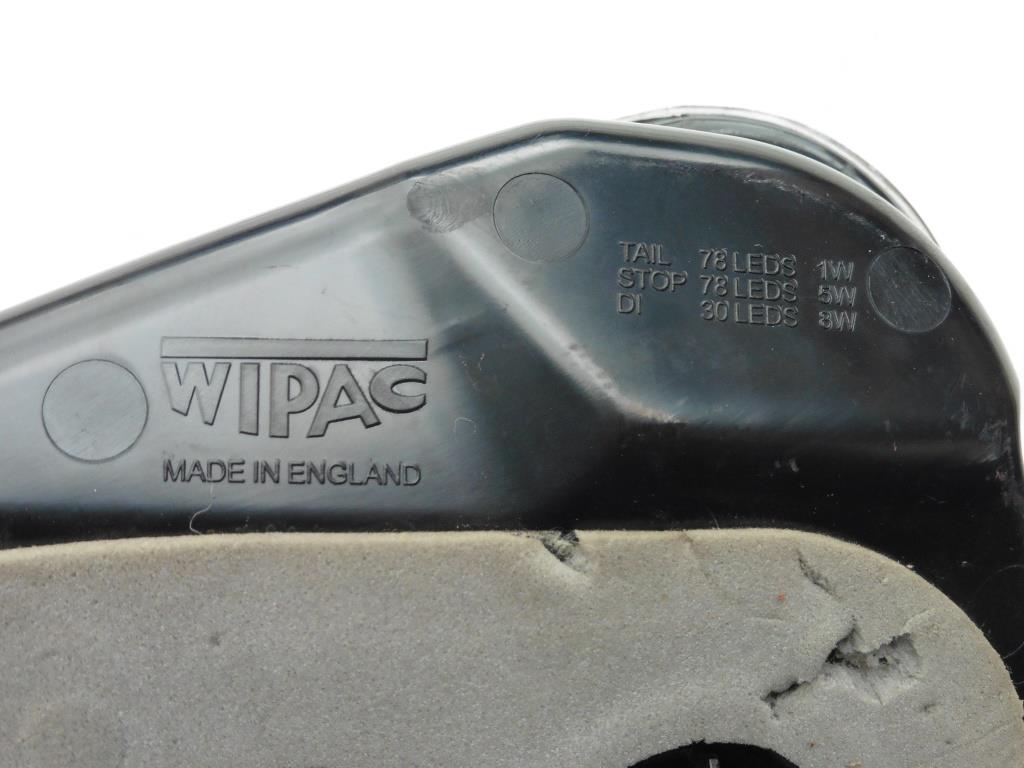 TAIL 78 LEDS 1W
STOP 78 LEDS 5W
DI 30 LEDS 8W
WIPAC
MADE IN ENGLAND